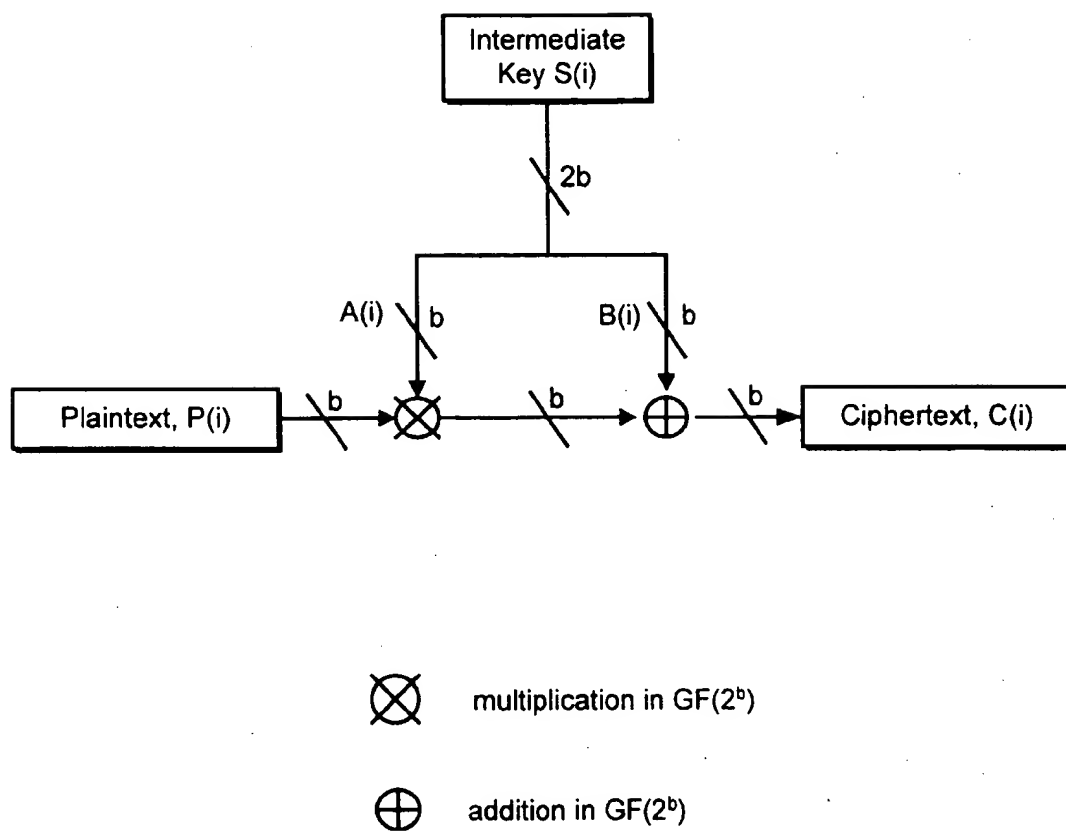 Intermediate
Key S(i)
2b
A(i)
b
B(i)
b
Plaintext, P(i)
b
b
b
Ciphertext, C(i)
multiplication in GF(2ᵇ)
addition in GF(2ᵇ)